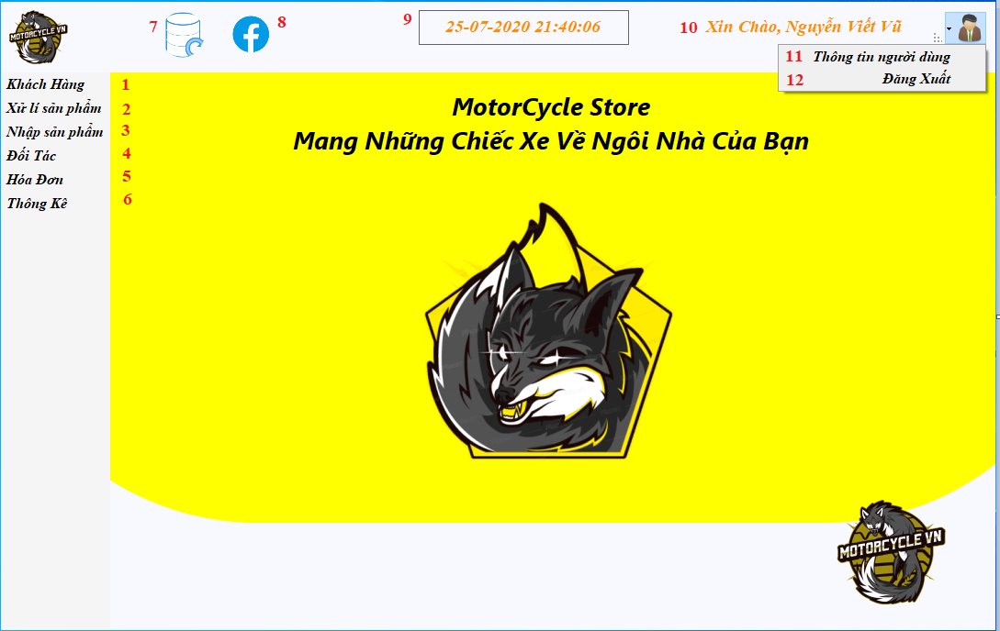 MOTORCYCLE VN
7
8
9 25-07-2020 21:40:06
10 Xin Chào, Nguyễn Viết Vũ
11 Thông tin người dùng
12 Đăng Xuất
Khách Hàng 1
Xử lí sản phẩm 2
Nhập sản phẩm 3
Đối Tác 4
Hóa Đơn 5
Thông Kê 6
MotorCycle Store
Mang Những Chiếc Xe Về Ngôi Nhà Của Bạn
MOTORCYCLE VN